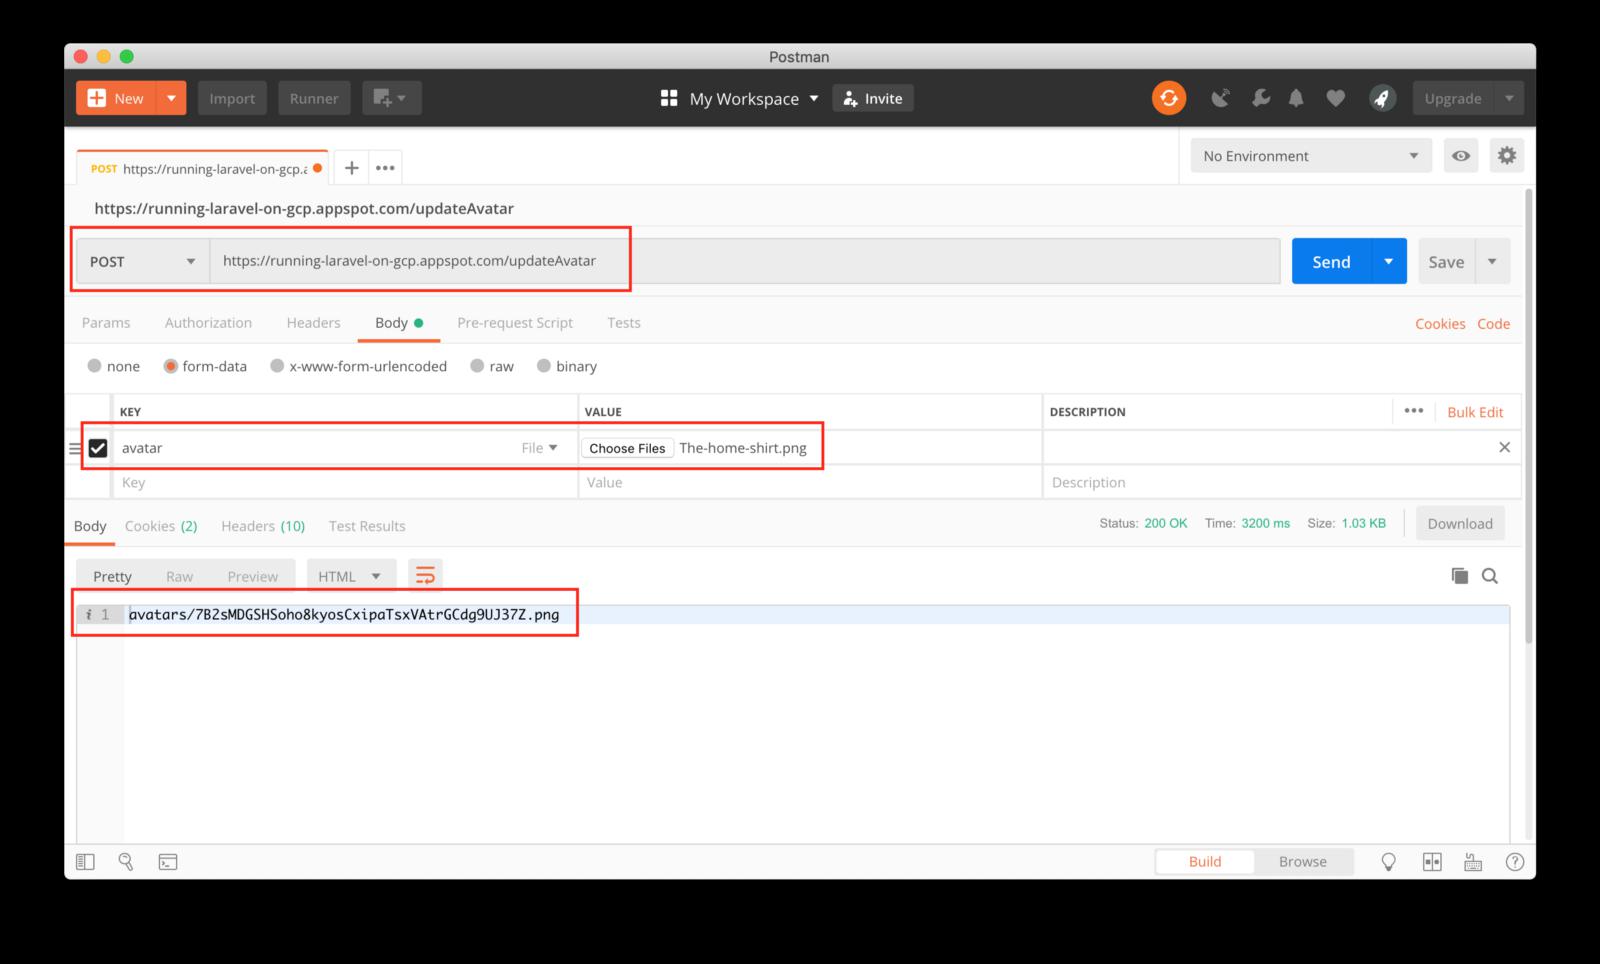 Postman
New Import Runner My Workspace Invite Upgrade
POST https://running-laravel-on-gcp.a No Environment
https://running-laravel-on-gcp.appspot.com/updateAvatar
POST https://running-laravel-on-gcp.appspot.com/updateAvatar Send Save
Params Authorization Headers Body Pre-request Script Tests Cookies Code
none form-data x-www-form-urlencoded raw binary
KEY VALUE DESCRIPTION Bulk Edit
avatar File Choose Files The-home-shirt.png
Key Value Description
Body Cookies (2) Headers (10) Test Results Status: 200 OK Time: 3200 ms Size: 1.03 KB Download
Pretty Raw Preview HTML
i 1 avatars/7B2sMDGSHSoho8kyosCxipaTsxVAtrGCdg9UJ37Z.png
Build Browse